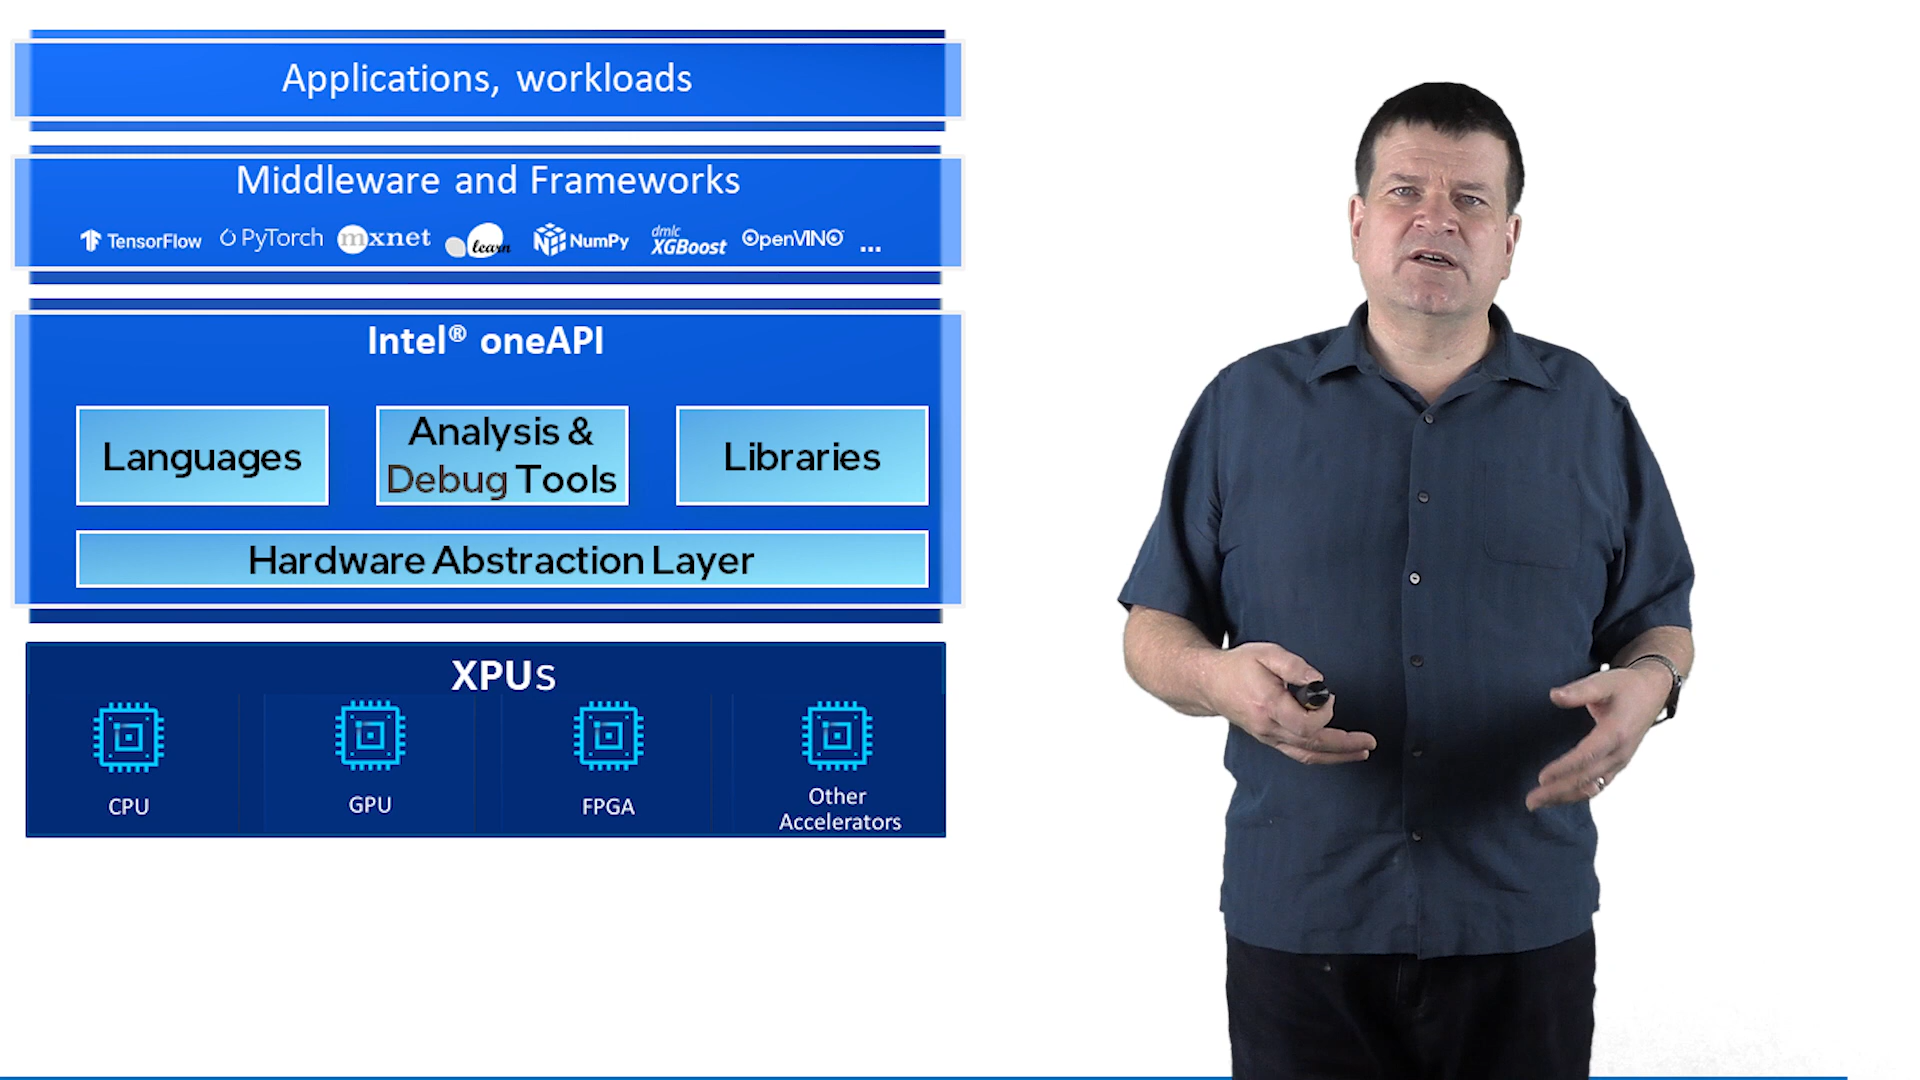 Applications, workloads
Middleware and Frameworks
TensorFlow PyTorch mxnet learn NumPy dmlc XGBoost OpenVINO ...
Intel® oneAPI
Languages
Analysis &
Debug Tools
Libraries
Hardware Abstraction Layer
XPUs
CPU
GPU
FPGA
Other
Accelerators